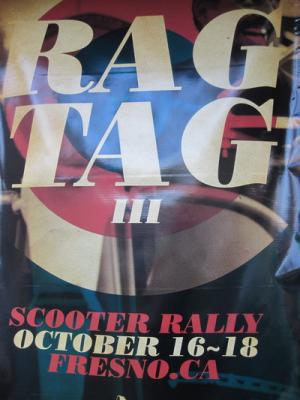 RAG
TAG
III
SCOOTER RALLY
OCTOBER 16~18
FRESNO.CA